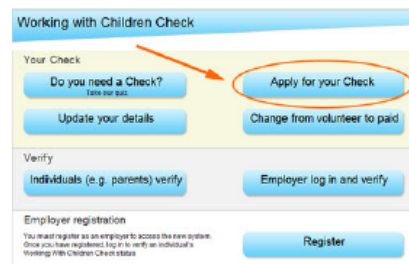 Working with Children Check
Your Check
Do you need a Check?
Take our quiz
Apply for your Check
Update your details
Change from volunteer to paid
Verify
Individuals (e.g. parents) verify
Employer log in and verify
Employer registration
You must register as an employer to access the new system.
Once you have registered, log in to verify an individual's
Working With Children Check status
Register